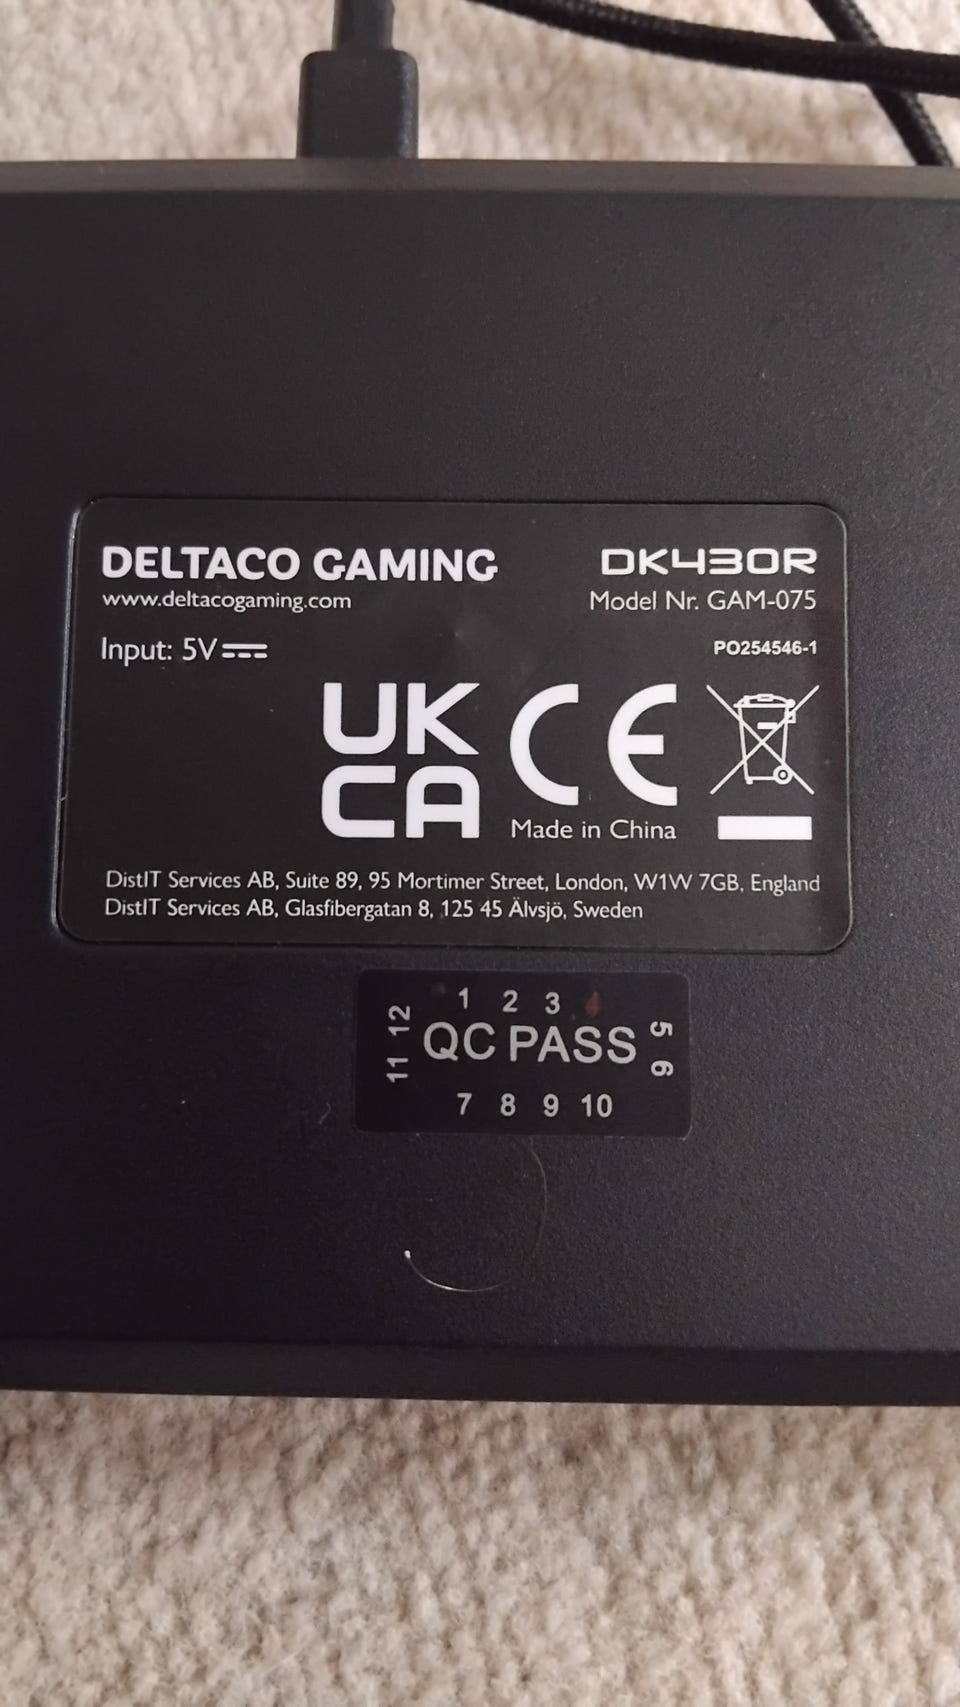 DELTACO GAMING
www.deltacogaming.com
DK430R
Model Nr. GAM-075
Input: 5V
PO254546-1
UK
CA
CE
Made in China
DistIT Services AB, Suite 89, 95 Mortimer Street, London, W1W 7GB, England
DistIT Services AB, Glasfibergatan 8, 125 45 Älvsjö, Sweden
1 2 3 4
11 12
QC PASS
5 6
7 8 9 10